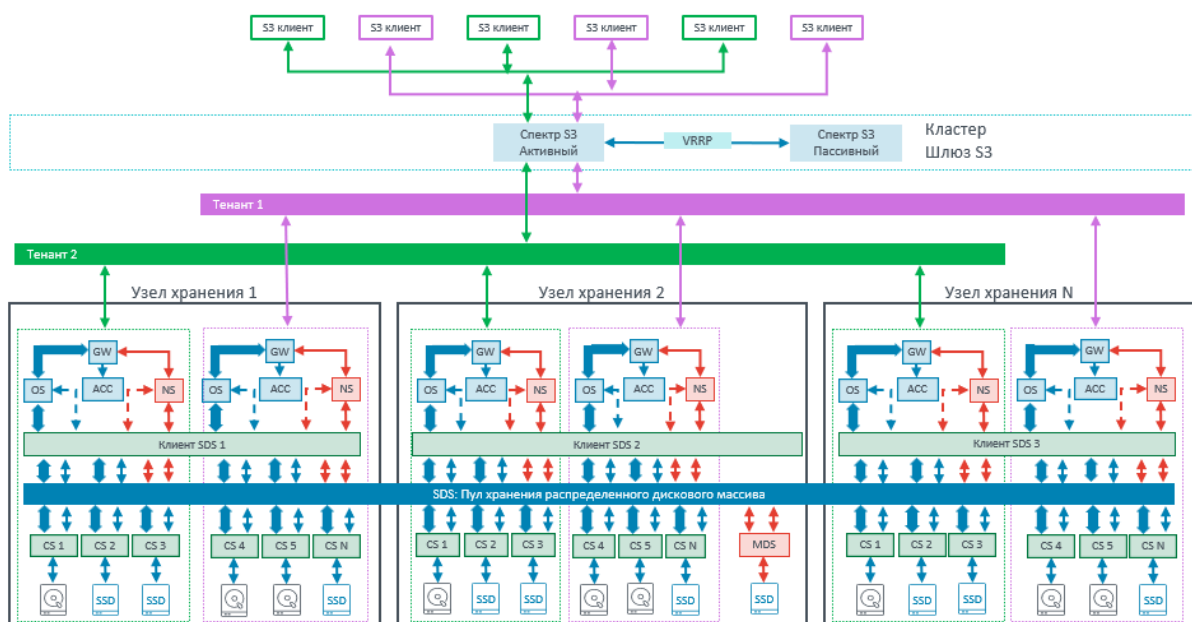 S3 клиент
S3 клиент
S3 клиент
S3 клиент
S3 клиент
S3 клиент
Спектр S3
Активный
VRRP
Спектр S3
Пассивный
Кластер
Шлюз S3
Тенант 1
Тенант 2
Узел хранения 1
Узел хранения 2
Узел хранения N
GW
GW
GW
GW
GW
GW
OS
ACC
NS
OS
ACC
NS
OS
ACC
NS
OS
ACC
NS
OS
ACC
NS
OS
ACC
NS
Клиент SDS 1
Клиент SDS 2
Клиент SDS 3
SDS: Пул хранения распределенного дискового массива
CS 1
CS 2
CS 3
CS 4
CS 5
CS N
CS 1
CS 2
CS 3
CS 4
CS 5
CS N
MDS
CS 1
CS 2
CS 3
CS 4
CS 5
CS N
SSD
SSD
SSD
SSD
SSD
SSD
SSD
SSD
SSD
SSD